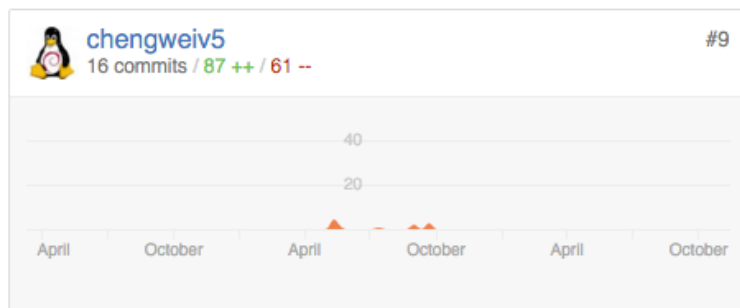 chengweiv5
#9
16 commits / 87 ++ / 61 --
40
20
April October April October April October